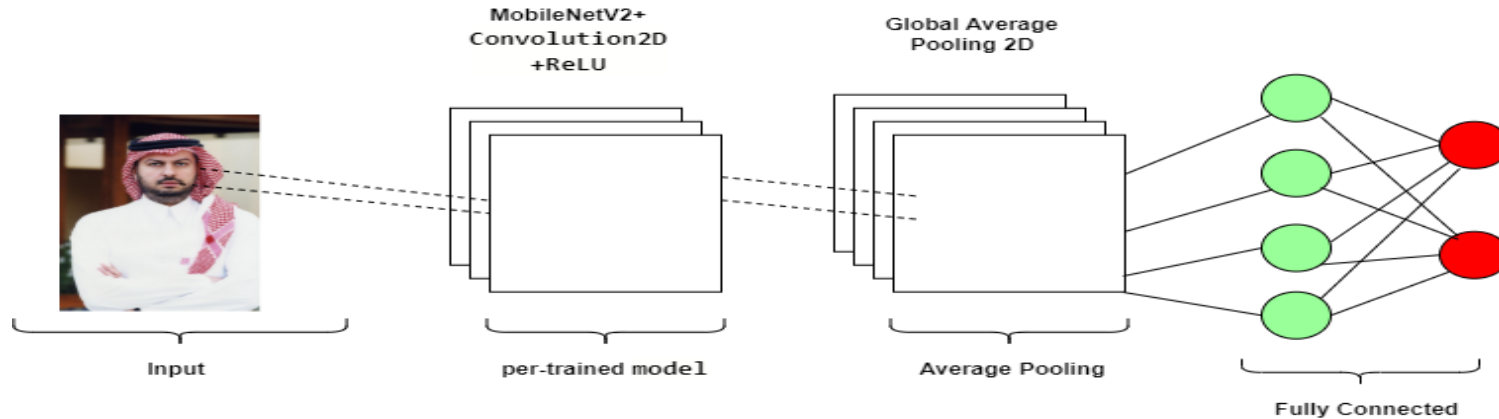 MobileNetV2+
Convolution2D
+ReLU
Global Average
Pooling 2D
Input
per-trained model
Average Pooling
Fully Connected